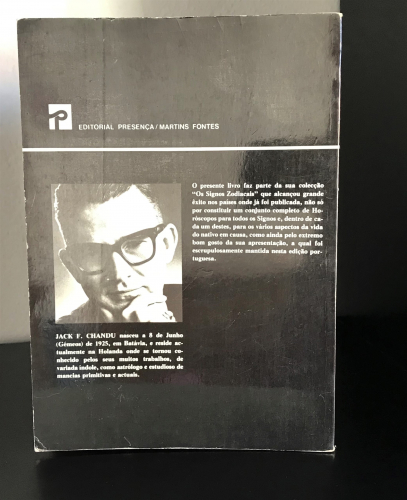 EDITORIAL PRESENÇA/MARTINS FONTES
O presente livro faz parte da sua colecção
"Os Signos Zodiacais" que alcançou grande
êxito nos países onde já foi publicada, não só
por constituir um conjunto completo de Ho-
róscopos para todos os Signos e, dentro de ca-
da um destes, para os vários aspectos da vida
do nativo em causa, como ainda pelo extremo
bom gosto da sua apresentação, a qual foi
escrupulosamente mantida nesta edição por-
tuguesa.
JACK F. CHANDU nasceu a 8 de Junho
(Gémeos) de 1925, em Batávia, e reside ac-
tualmente na Holanda onde se tornou co-
nhecido pelos seus muitos trabalhos, de
variada índole, como astrólogo e estudioso de
mancias primitivas e actuais.